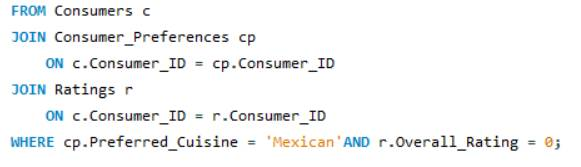 FROM Consumers c
JOIN Consumer_Preferences cp
ON c.Consumer_ID = cp.Consumer_ID
JOIN Ratings r
ON c.Consumer_ID = r.Consumer_ID
WHERE cp.Preferred_Cuisine = 'Mexican'AND r.Overall_Rating = 0;